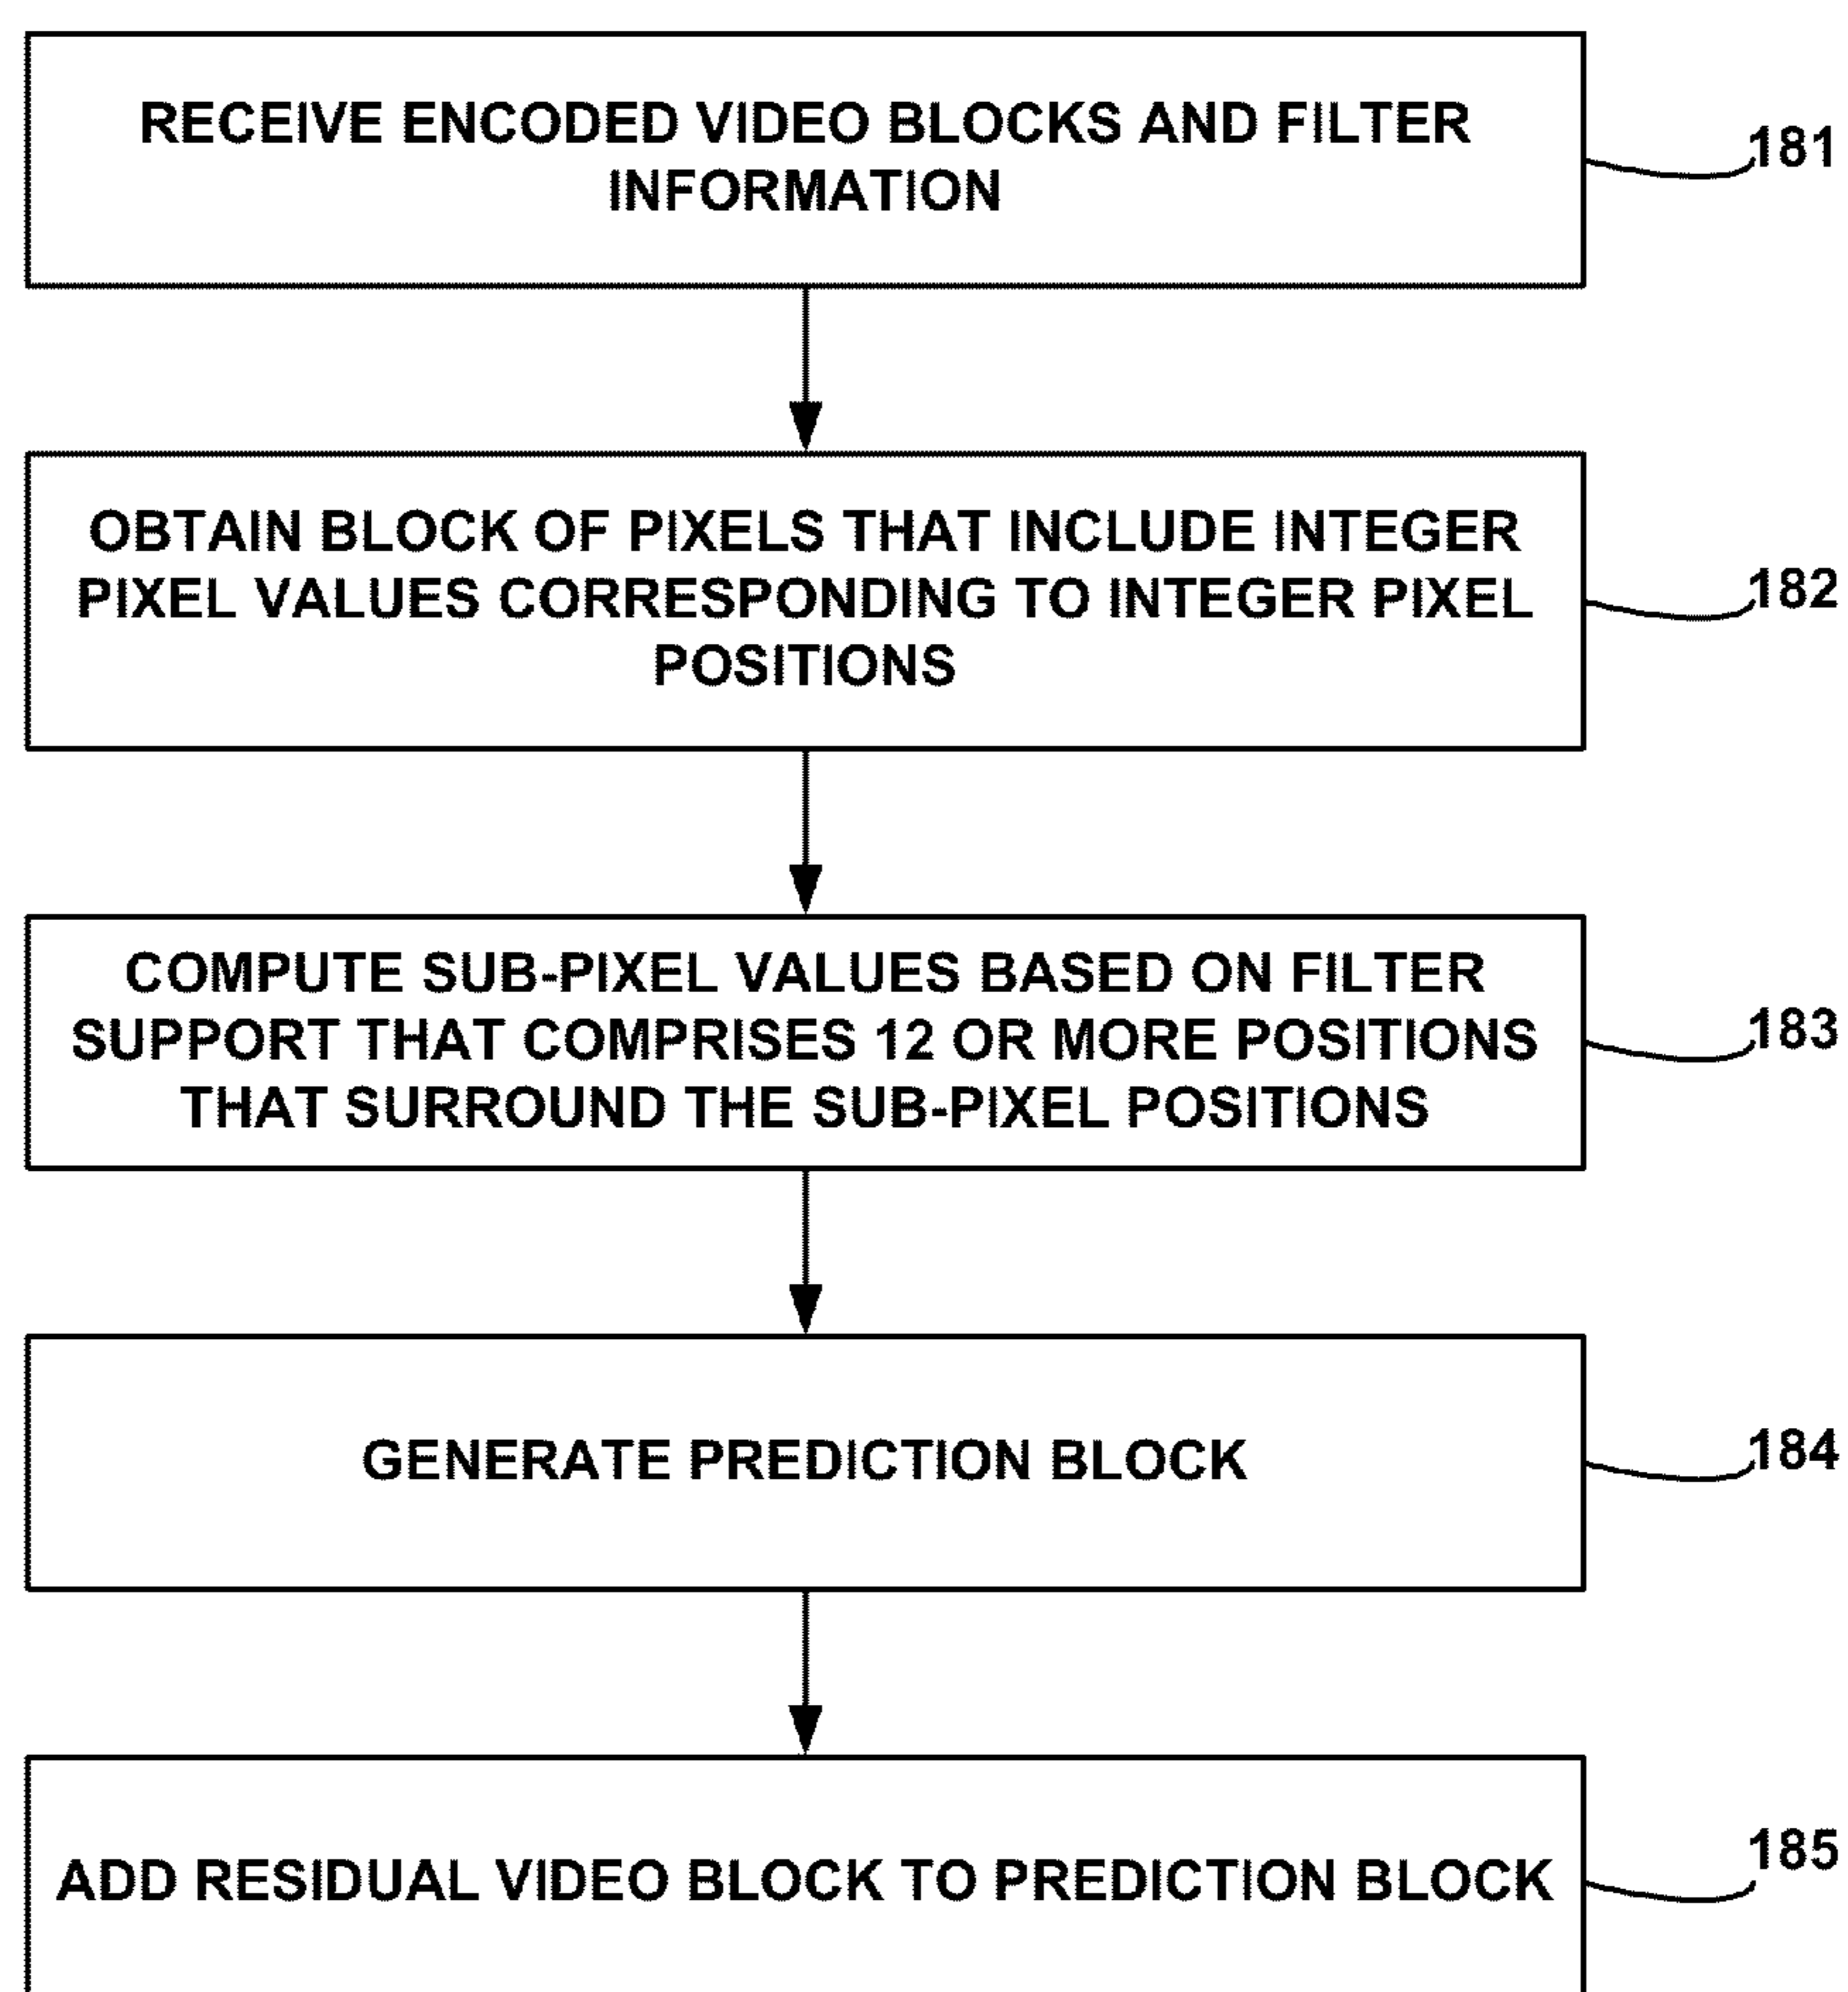 RECEIVE ENCODED VIDEO BLOCKS AND FILTER
INFORMATION
181
OBTAIN BLOCK OF PIXELS THAT INCLUDE INTEGER
PIXEL VALUES CORRESPONDING TO INTEGER PIXEL
POSITIONS
182
COMPUTE SUB-PIXEL VALUES BASED ON FILTER
SUPPORT THAT COMPRISES 12 OR MORE POSITIONS
THAT SURROUND THE SUB-PIXEL POSITIONS
183
GENERATE PREDICTION BLOCK
184
ADD RESIDUAL VIDEO BLOCK TO PREDICTION BLOCK
185